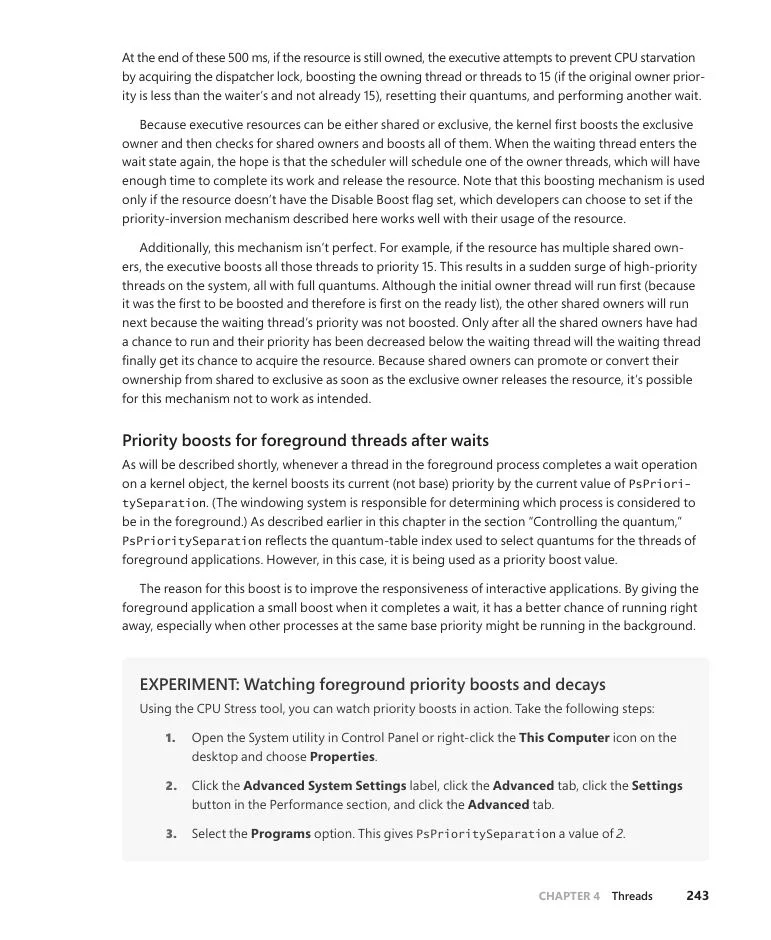 At the end of these 500 ms, if the resource is still owned, the executive attempts to prevent CPU starvation
by acquiring the dispatcher lock, boosting the owning thread or threads to 15 (if the original owner prior-
ity is less than the waiter’s and not already 15), resetting their quantums, and performing another wait.
Because executive resources can be either shared or exclusive, the kernel first boosts the exclusive
owner and then checks for shared owners and boosts all of them. When the waiting thread enters the
wait state again, the hope is that the scheduler will schedule one of the owner threads, which will have
enough time to complete its work and release the resource. Note that this boosting mechanism is used
only if the resource doesn’t have the Disable Boost flag set, which developers can choose to set if the
priority-inversion mechanism described here works well with their usage of the resource.
Additionally, this mechanism isn’t perfect. For example, if the resource has multiple shared own-
ers, the executive boosts all those threads to priority 15. This results in a sudden surge of high-priority
threads on the system, all with full quantums. Although the initial owner thread will run first (because
it was the first to be boosted and therefore is first on the ready list), the other shared owners will run
next because the waiting thread’s priority was not boosted. Only after all the shared owners have had
a chance to run and their priority has been decreased below the waiting thread will the waiting thread
finally get its chance to acquire the resource. Because shared owners can promote or convert their
ownership from shared to exclusive as soon as the exclusive owner releases the resource, it’s possible
for this mechanism not to work as intended.
Priority boosts for foreground threads after waits
As will be described shortly, whenever a thread in the foreground process completes a wait operation
on a kernel object, the kernel boosts its current (not base) priority by the current value of PsPriori-
tySeparation. (The windowing system is responsible for determining which process is considered to
be in the foreground.) As described earlier in this chapter in the section “Controlling the quantum,”
PsPrioritySeparation reflects the quantum-table index used to select quantums for the threads of
foreground applications. However, in this case, it is being used as a priority boost value.
The reason for this boost is to improve the responsiveness of interactive applications. By giving the
foreground application a small boost when it completes a wait, it has a better chance of running right
away, especially when other processes at the same base priority might be running in the background.
EXPERIMENT: Watching foreground priority boosts and decays
Using the CPU Stress tool, you can watch priority boosts in action. Take the following steps:
1. Open the System utility in Control Panel or right-click the This Computer icon on the
desktop and choose Properties.
2. Click the Advanced System Settings label, click the Advanced tab, click the Settings
button in the Performance section, and click the Advanced tab.
3. Select the Programs option. This gives PsPrioritySeparation a value of 2.
CHAPTER 4 Threads 243